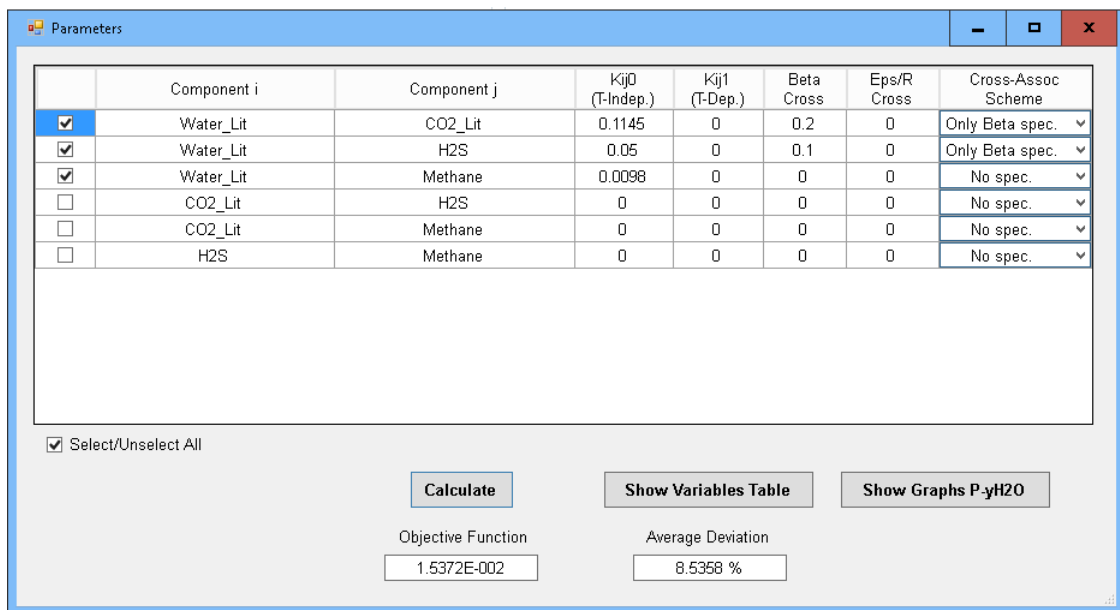 Parameters
Component i Component j Kij0 (T-Indep.) Kij1 (T-Dep.) Beta Cross Eps/R Cross Cross-Assoc Scheme
Water_Lit CO2_Lit 0.1145 0 0.2 0 Only Beta spec.
Water_Lit H2S 0.05 0 0.1 0 Only Beta spec.
Water_Lit Methane 0.0098 0 0 0 No spec.
CO2_Lit H2S 0 0 0 0 No spec.
CO2_Lit Methane 0 0 0 0 No spec.
H2S Methane 0 0 0 0 No spec.
Select/Unselect All
Calculate Show Variables Table Show Graphs P-yH2O
Objective Function Average Deviation
1.5372E-002 8.5358 %